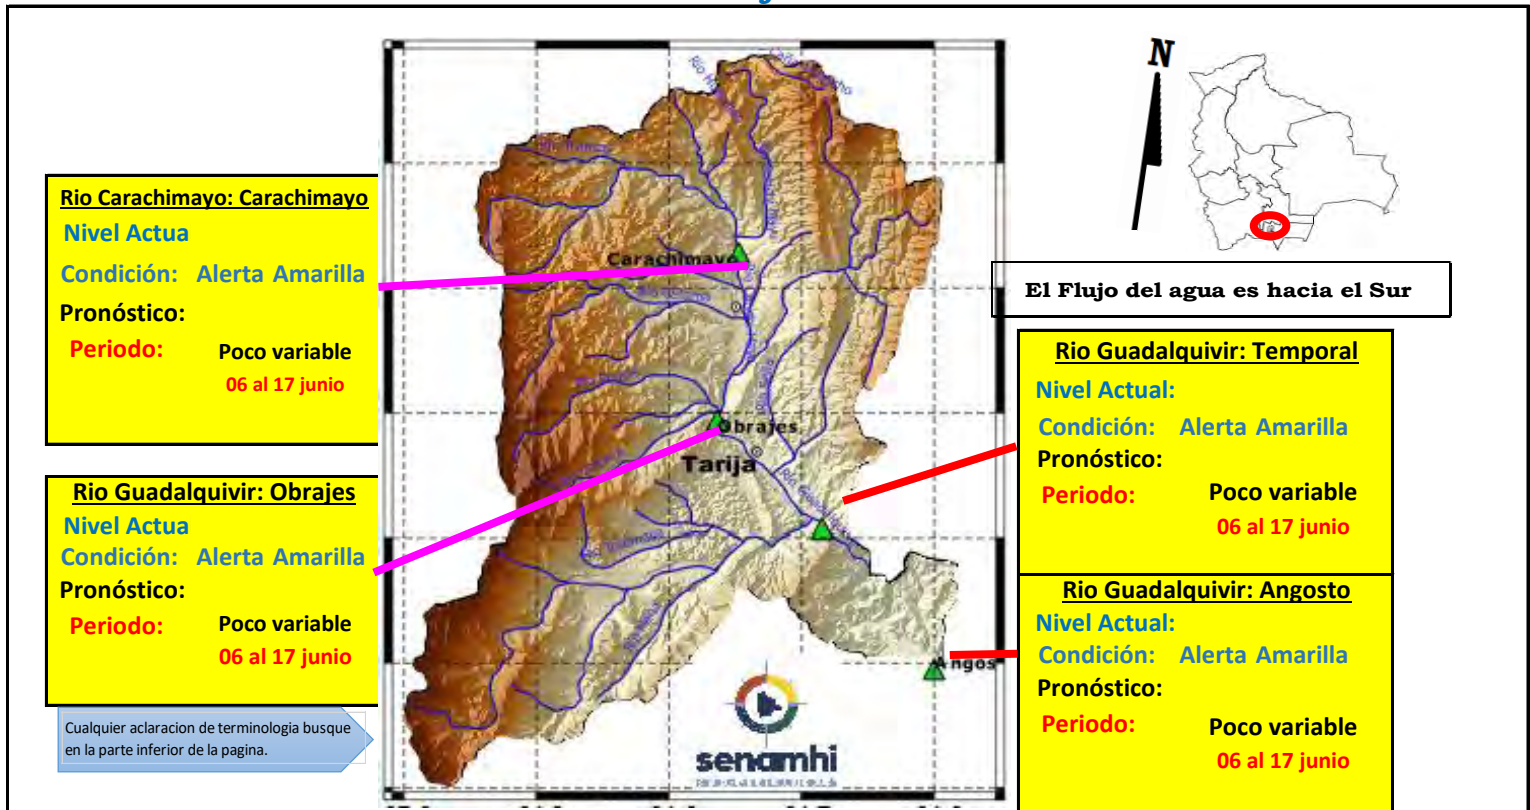 N
El Flujo del agua es hacia el Sur
Rio Carachimayo: Carachimayo
Nivel Actua
Condición: Alerta Amarilla
Pronóstico:
Periodo: Poco variable
06 al 17 junio
Rio Guadalquivir: Obrajes
Nivel Actua
Condición: Alerta Amarilla
Pronóstico:
Periodo: Poco variable
06 al 17 junio
Cualquier aclaracion de terminologia busque
en la parte inferior de la pagina.
Carachimayo
Obrajes
Tarija
Angos
senamhi
Rio Guadalquivir: Temporal
Nivel Actual:
Condición: Alerta Amarilla
Pronóstico:
Periodo: Poco variable
06 al 17 junio
Rio Guadalquivir: Angosto
Nivel Actual:
Condición: Alerta Amarilla
Pronóstico:
Periodo: Poco variable
06 al 17 junio